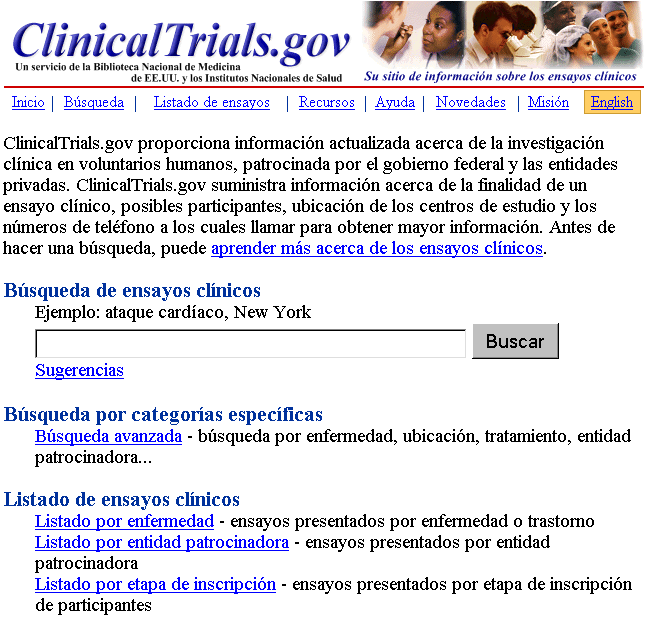 ClinicalTrials.gov
Un servicio de la Biblioteca Nacional de Medicina
de EE.UU. y los Institutos Nacionales de Salud
Su sitio de información sobre los ensayos clínicos
Inicio | Búsqueda | Listado de ensayos | Recursos | Ayuda | Novedades | Misión English
ClinicalTrials.gov proporciona información actualizada acerca de la investigación
clínica en voluntarios humanos, patrocinada por el gobierno federal y las entidades
privadas. ClinicalTrials.gov suministra información acerca de la finalidad de un
ensayo clínico, posibles participantes, ubicación de los centros de estudio y los
números de teléfono a los cuales llamar para obtener mayor información. Antes de
hacer una búsqueda, puede aprender más acerca de los ensayos clínicos.
Búsqueda de ensayos clínicos
Ejemplo: ataque cardíaco, New York
Buscar
Sugerencias
Búsqueda por categorías específicas
Búsqueda avanzada - búsqueda por enfermedad, ubicación, tratamiento, entidad
patrocinadora...
Listado de ensayos clínicos
Listado por enfermedad - ensayos presentados por enfermedad o trastorno
Listado por entidad patrocinadora - ensayos presentados por entidad
patrocinadora
Listado por etapa de inscripción - ensayos presentados por etapa de inscripción
de participantes